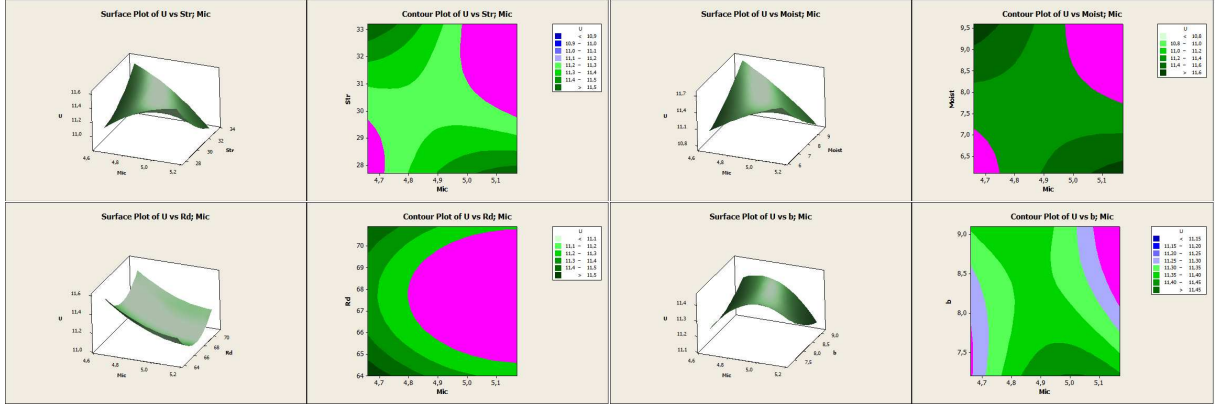 Surface Plot of U vs Str; Mic
11.6
11.4
11.2
11.0
U
4.6
4.8
5.0
5.2
Mic
28
30
32
34
Str
Contour Plot of U vs Str; Mic
33
32
31
30
29
28
Str
4,7
4,8
4,9
5,0
5,1
Mic
U
< 10.9
10.9 – 11.0
11.0 – 11.1
11.1 – 11.2
11.2 – 11.3
11.3 – 11.4
11.4 – 11.5
> 11.5
Surface Plot of U vs Moist; Mic
11.7
11.4
11.1
10.8
U
4.6
4.8
5.0
5.2
Mic
6
7
8
9
Moist
Contour Plot of U vs Moist; Mic
9,5
9,0
8,5
8,0
7,5
7,0
6,5
Moist
4,7
4,8
4,9
5,0
5,1
Mic
U
< 10.8
10.8 – 11.0
11.0 – 11.2
11.2 – 11.4
11.4 – 11.6
> 11.6
Surface Plot of U vs Rd; Mic
11.6
11.4
11.2
11.0
U
4.6
4.8
5.0
5.2
Mic
64
66
68
70
Rd
Contour Plot of U vs Rd; Mic
70
69
68
67
66
65
64
Rd
4,7
4,8
4,9
5,0
5,1
Mic
U
< 11.1
11.1 – 11.2
11.2 – 11.3
11.3 – 11.4
11.4 – 11.5
> 11.5
Surface Plot of U vs b; Mic
11.4
11.3
11.2
11.1
U
4.6
4.8
5.0
5.2
Mic
7.5
8.0
8.5
9.0
b
Contour Plot of U vs b; Mic
9,0
8,5
8,0
7,5
b
4,7
4,8
4,9
5,0
5,1
Mic
U
< 11.15
11.15 – 11.20
11.20 – 11.25
11.25 – 11.30
11.30 – 11.35
11.35 – 11.40
11.40 – 11.45
> 11.45